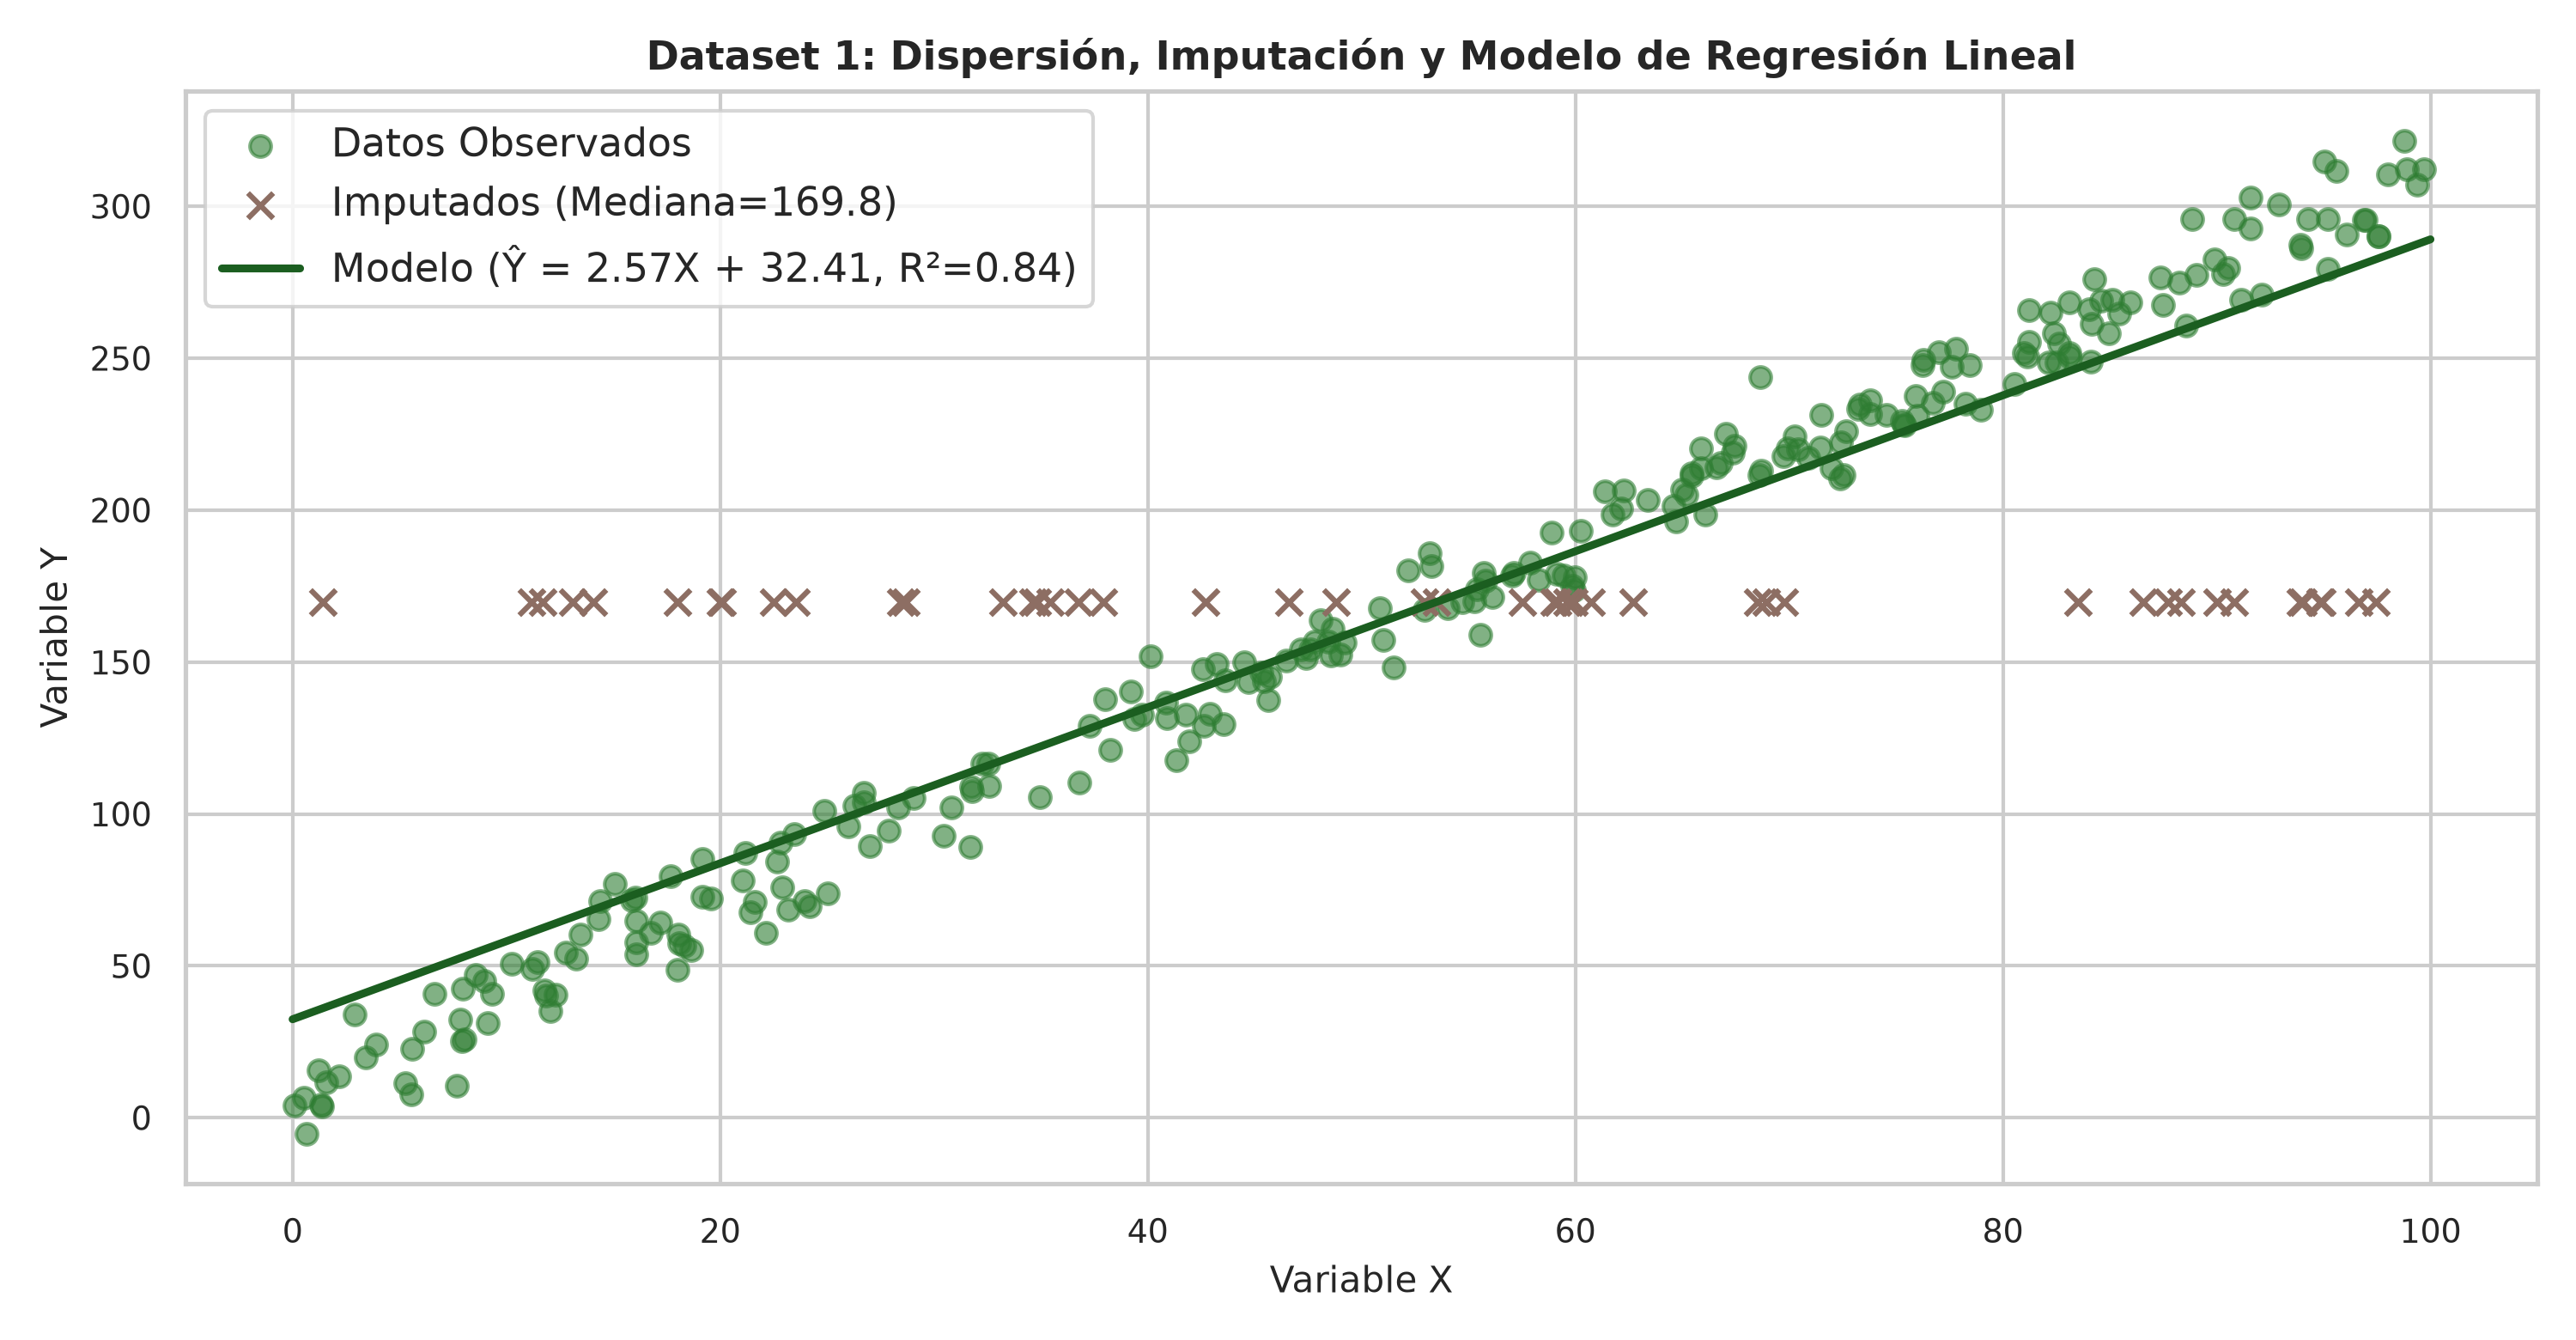 Dataset 1: Dispersión, Imputación y Modelo de Regresión Lineal
Datos Observados
Imputados (Mediana=169.8)
Modelo (Ŷ = 2.57X + 32.41, R²=0.84)
Variable Y
300
250
200
150
100
50
0
0 20 40 60 80 100
Variable X